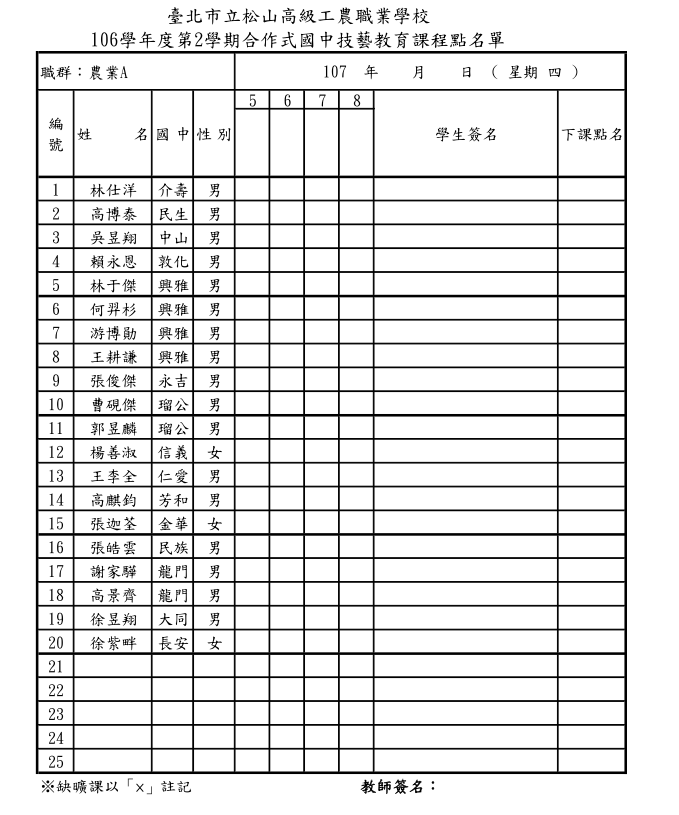 臺北市立松山高級工農職業學校
106學年度第2學期合作式國中技藝教育課程點名單
職群：農業A 107 年 月 日 ( 星期 四 )
編號 姓 名 國 中 性 別 5 6 7 8 學生簽名 下課點名
1 林仕洋 介壽 男
2 高博泰 民生 男
3 吳昱翔 中山 男
4 賴永恩 敦化 男
5 林于傑 興雅 男
6 何羿杉 興雅 男
7 游博勛 興雅 男
8 王耕謙 興雅 男
9 張俊傑 永吉 男
10 曹硯傑 瑠公 男
11 郭昱麟 瑠公 男
12 楊善淑 信義 女
13 王李全 仁愛 男
14 高麒鈞 芳和 男
15 張迦荃 金華 女
16 張皓雲 民族 男
17 謝家驊 龍門 男
18 高景齊 龍門 男
19 徐昱翔 大同 男
20 徐紫畔 長安 女
21
22
23
24
25
※缺曠課以「×」註記 教師簽名：